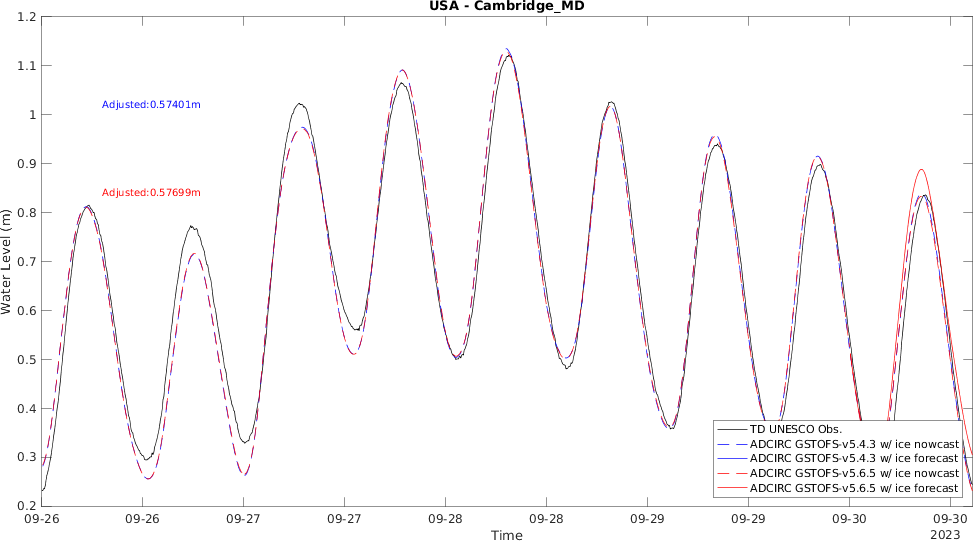 USA - Cambridge_MD
1.2
1.1
1
0.9
0.8
0.7
0.6
0.5
0.4
0.3
0.2
Water Level (m)
Adjusted:0.57401m
Adjusted:0.57699m
TD UNESCO Obs.
ADCIRC GSTOFS-v5.4.3 w/ ice nowcast
ADCIRC GSTOFS-v5.4.3 w/ ice forecast
ADCIRC GSTOFS-v5.6.5 w/ ice nowcast
ADCIRC GSTOFS-v5.6.5 w/ ice forecast
09-26 09-26 09-27 09-27 09-28 09-28 09-29 09-29 09-30 09-30
Time
2023